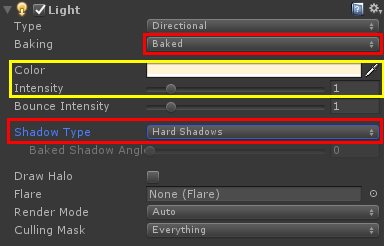 Light
Type Directional
Baking Baked
Color
Intensity 1
Bounce Intensity 1
Shadow Type Hard Shadows
Baked Shadow Angl 0
Draw Halo
Flare None (Flare)
Render Mode Auto
Culling Mask Everything